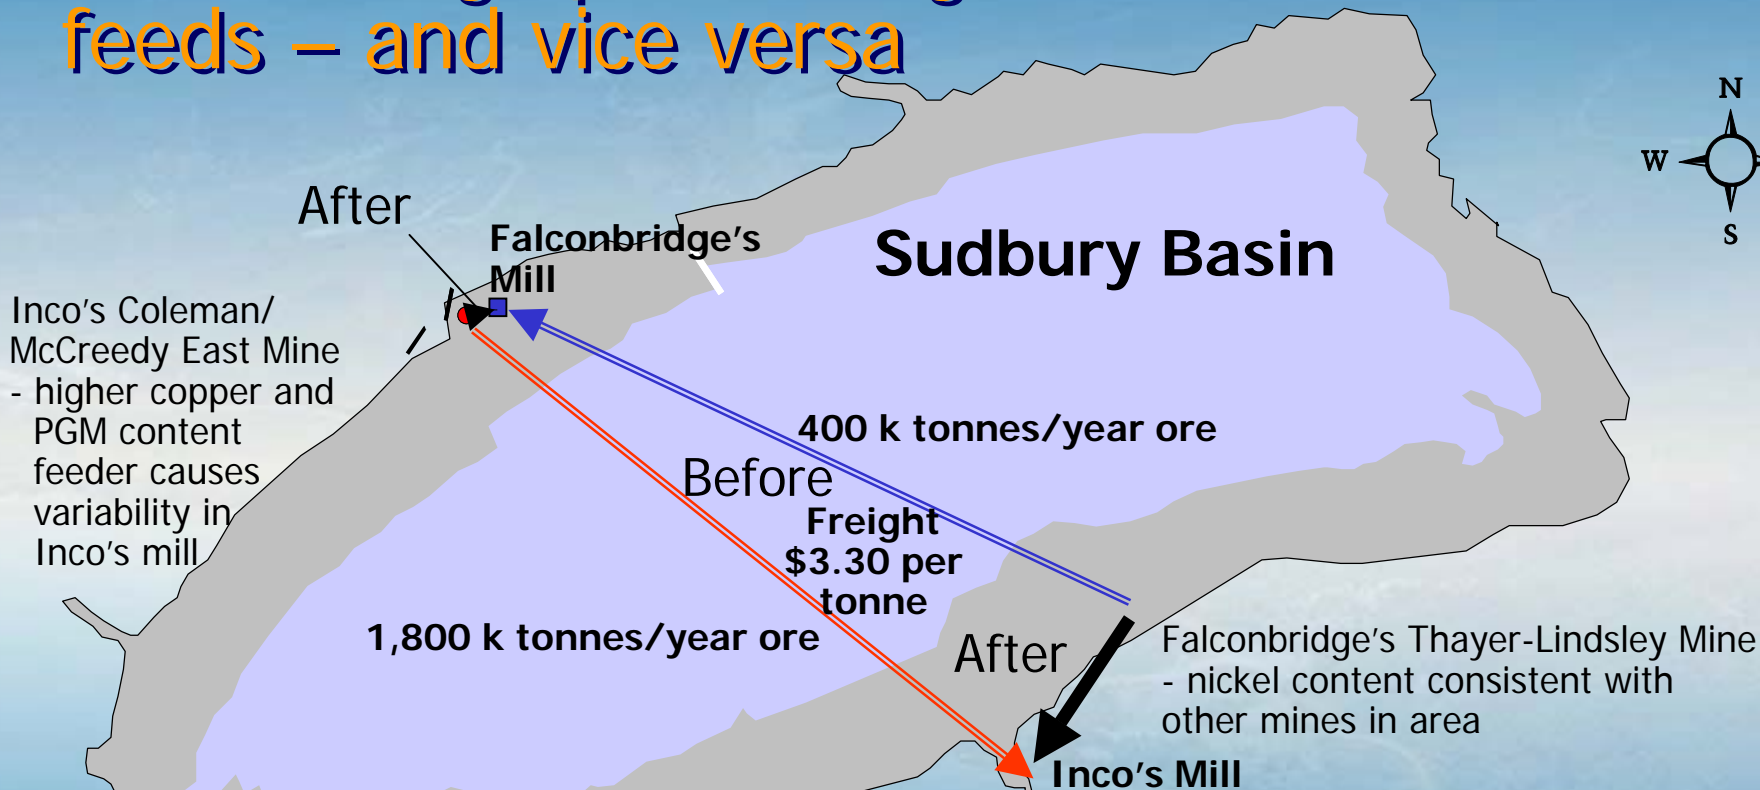 feeds – and vice versa
N
W
S
After
Falconbridge's
Mill
Sudbury Basin
Inco's Coleman/
McCreedy East Mine
- higher copper and
PGM content
feeder causes
variability in
Inco's mill
400 k tonnes/year ore
Before
Freight
$3.30 per
tonne
1,800 k tonnes/year ore
After
Falconbridge's Thayer-Lindsley Mine
- nickel content consistent with
other mines in area
Inco's Mill